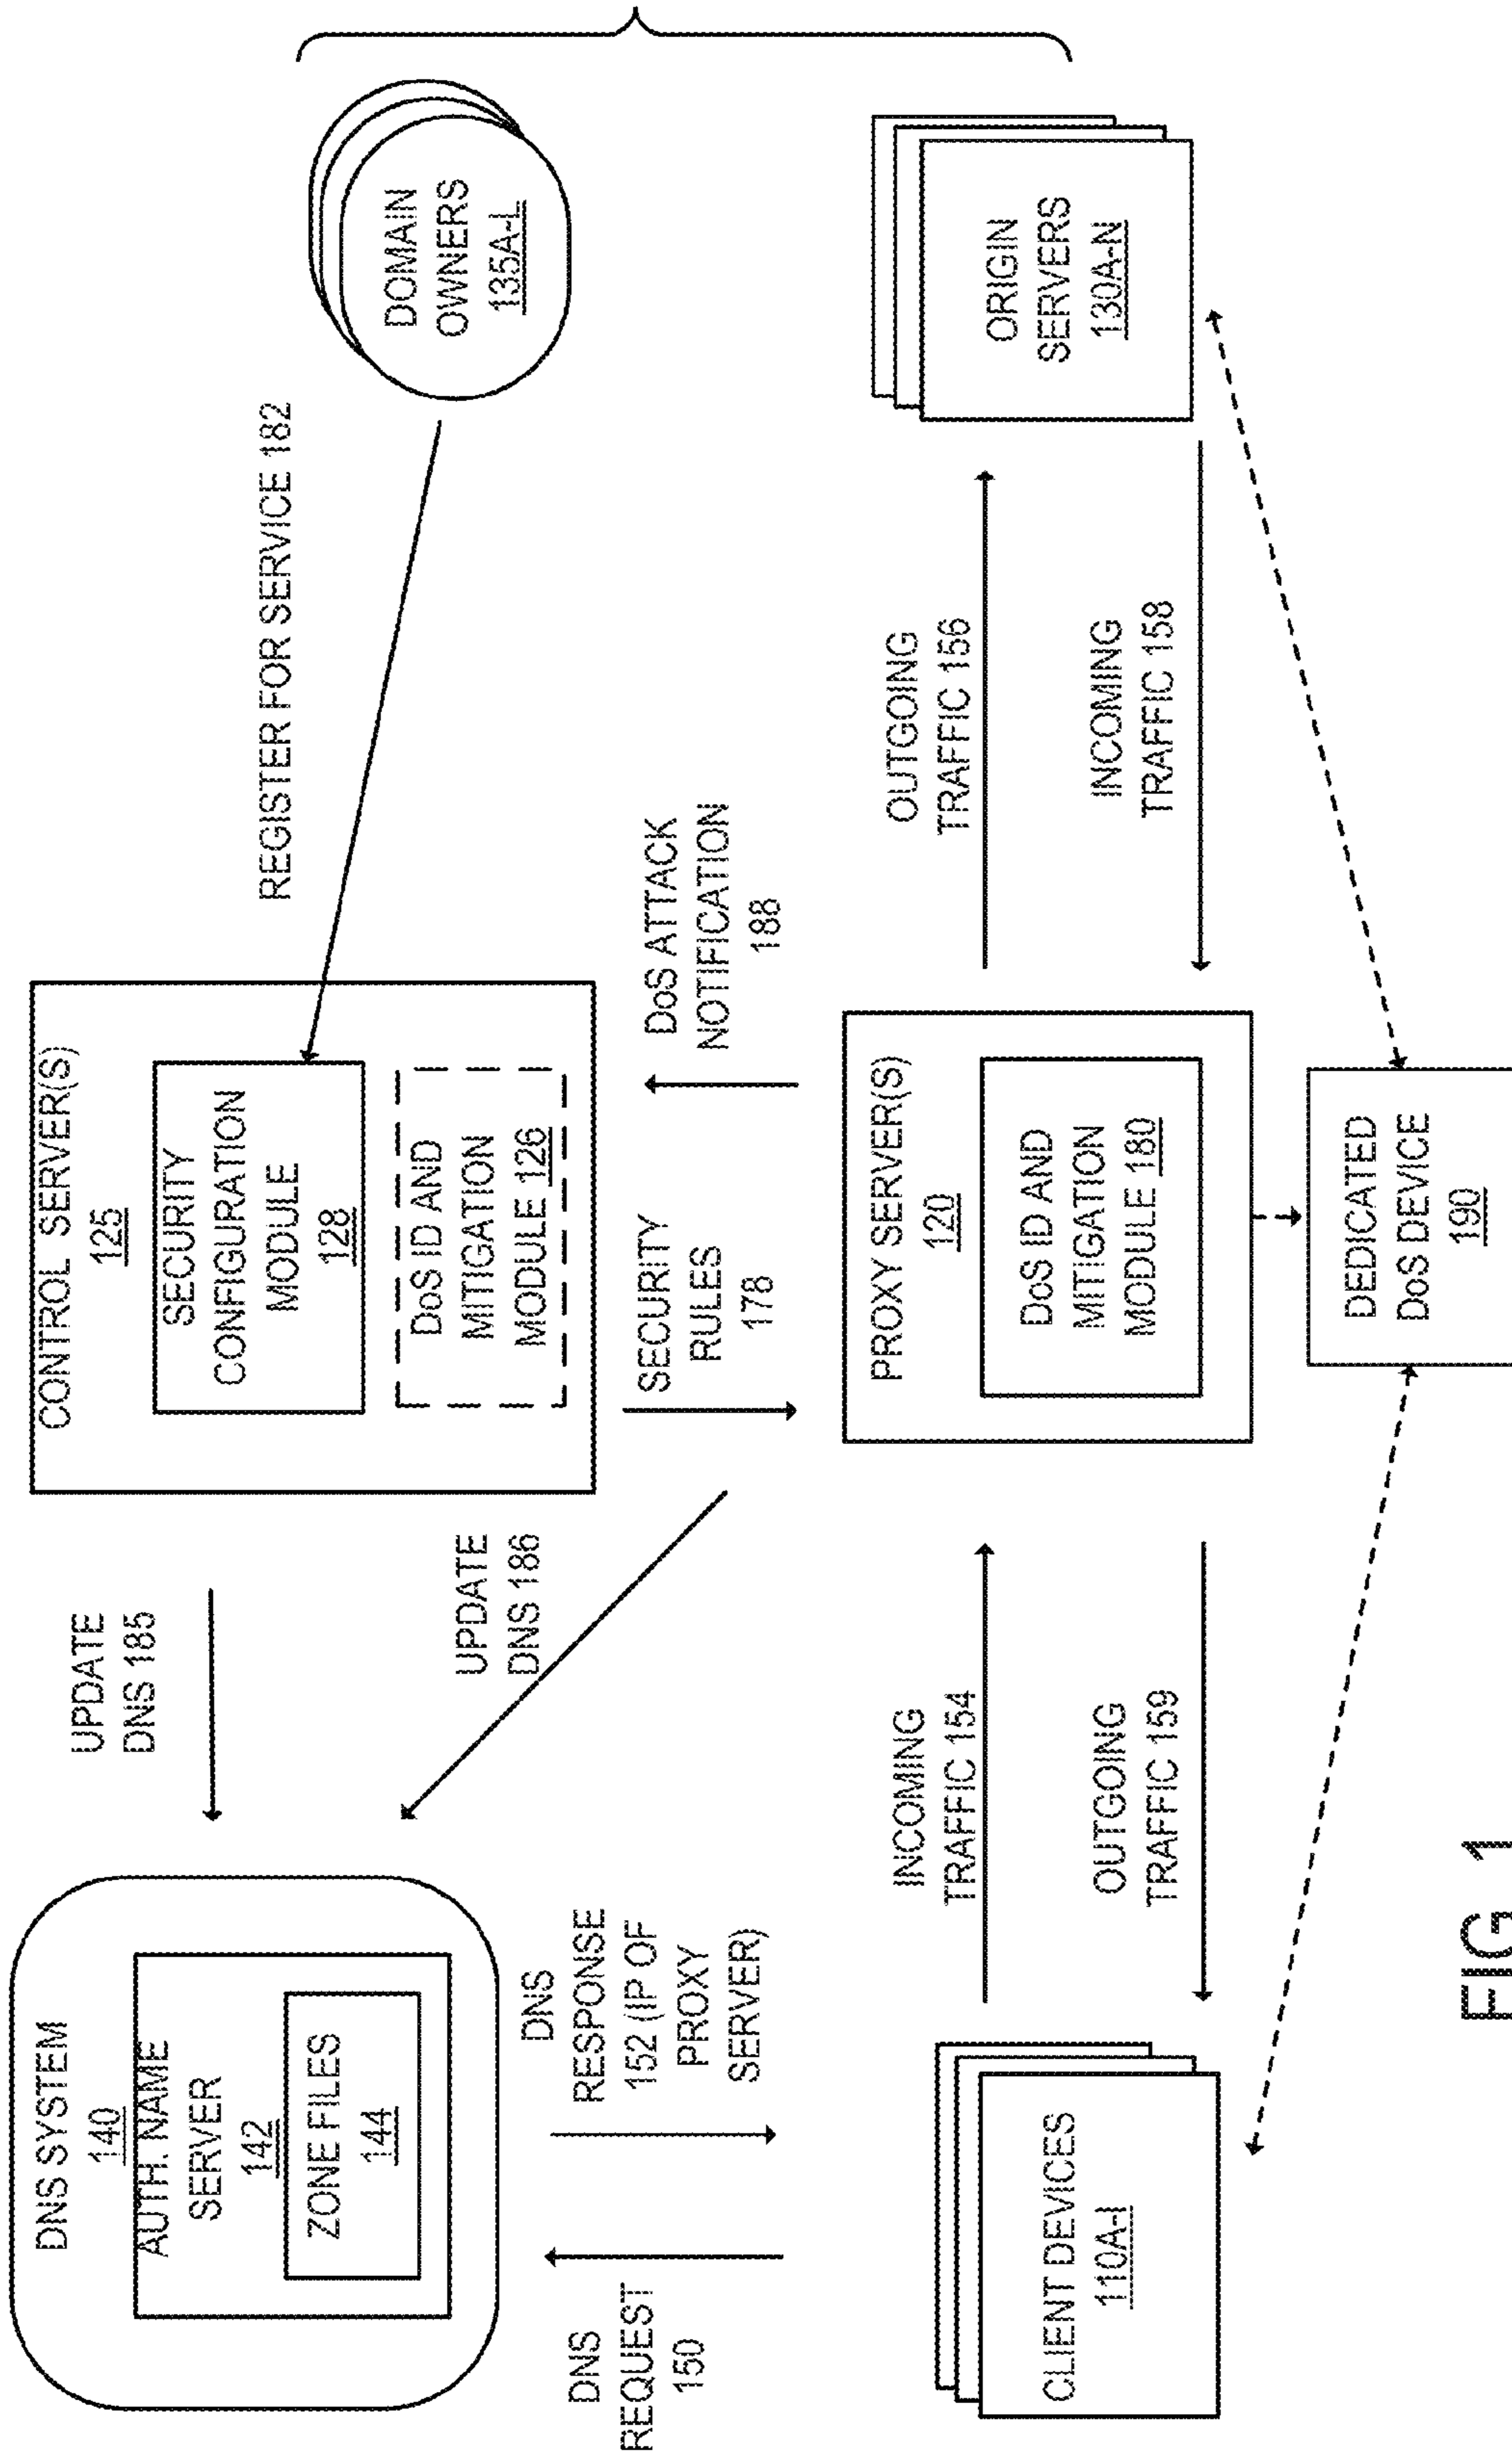 DNS SYSTEM
140
AUTH. NAME
SERVER
142
ZONE FILES
144
UPDATE
DNS 185
CONTROL SERVER(S)
125
SECURITY
CONFIGURATION
MODULE
128
DoS ID AND
MITIGATION
MODULE 126
REGISTER FOR SERVICE 182
DOMAIN
OWNERS
135A-L
UPDATE
DNS 186
DNS
REQUEST
150
DNS
RESPONSE
152 (IP OF
PROXY
SERVER)
SECURITY
RULES
178
DoS ATTACK
NOTIFICATION
188
CLIENT DEVICES
110A-I
INCOMING
TRAFFIC 154
OUTGOING
TRAFFIC 159
PROXY SERVER(S)
120
DoS ID AND
MITIGATION
MODULE 180
OUTGOING
TRAFFIC 156
INCOMING
TRAFFIC 158
ORIGIN
SERVERS
130A-N
DEDICATED
DoS DEVICE
190
FIG. 1